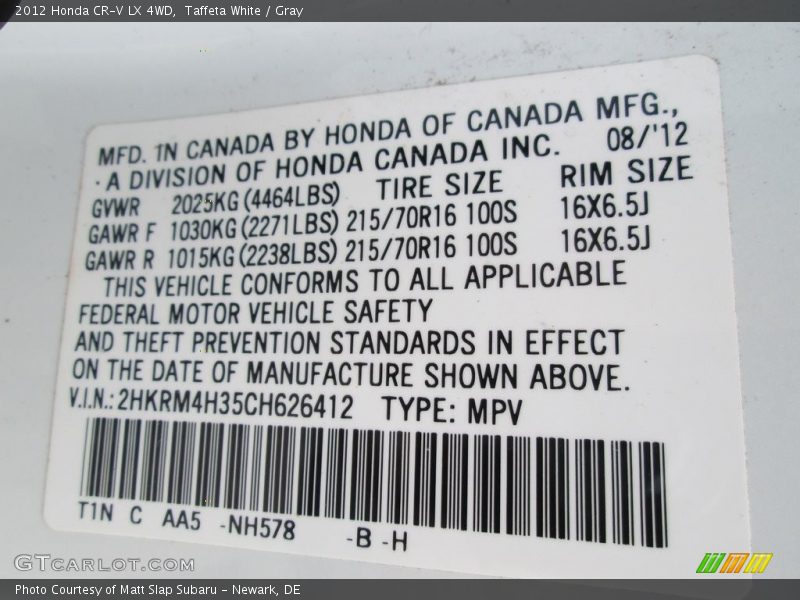 2012 Honda CR-V LX 4WD,  Taffeta White / Gray
MFD. 1N CANADA BY HONDA OF CANADA MFG.,
·A DIVISION OF HONDA CANADA INC. 08/'12
GVWR 2025KG(4464LBS) TIRE SIZE RIM SIZE
GAWR F 1030KG(2271LBS) 215/70R16 100S 16X6.5J
GAWR R 1015KG(2238LBS) 215/70R16 100S 16X6.5J
THIS VEHICLE CONFORMS TO ALL APPLICABLE
FEDERAL MOTOR VEHICLE SAFETY
AND THEFT PREVENTION STANDARDS IN EFFECT
ON THE DATE OF MANUFACTURE SHOWN ABOVE.
V.I.N.: 2HKRM4H35CH626412 TYPE: MPV
T1N C AA5 -NH578 -B -H
GTCARLOT.COM
Photo Courtesy of Matt Slap Subaru - Newark, DE